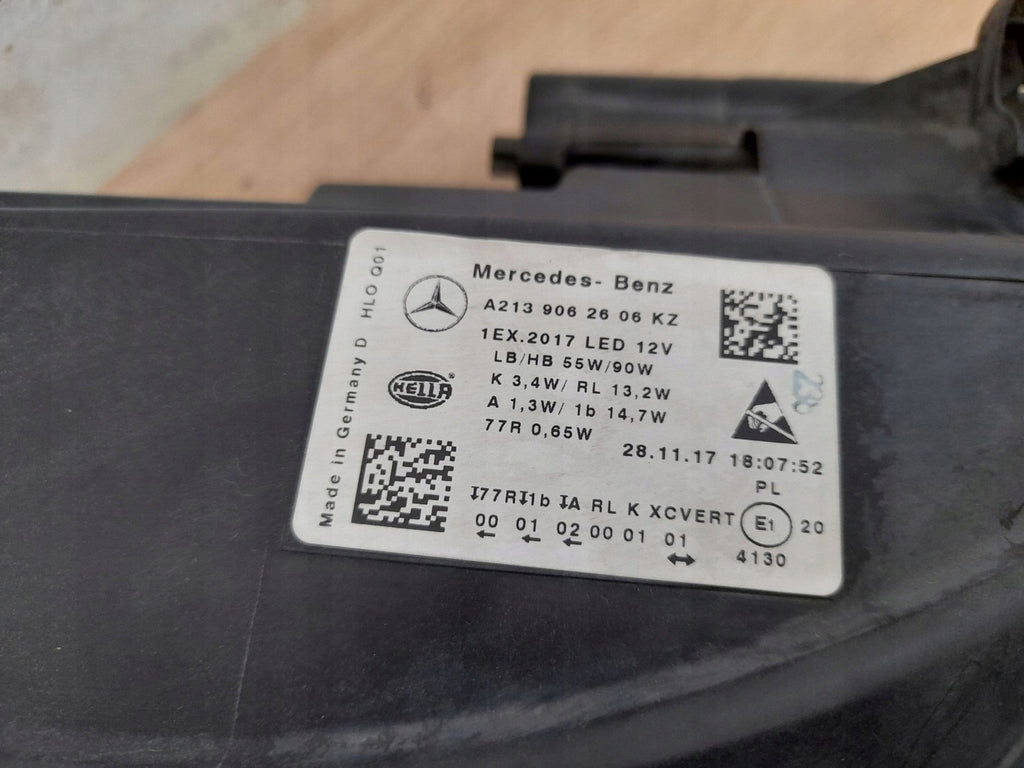 Mercedes- Benz
A213 906 26 06 KZ
1EX.2017 LED 12V
LB/HB 55W/90W
K 3,4W/ RL 13,2W
A 1,3W/ 1b 14,7W
77R 0,65W
28.11.17 18:07:52
PL
↧77R↧1b ↧A RL K XCVERT E1 20
00 01 02 00 01 01
← ← ← ↔
4130
HELLA®
Made in Germany D HLO Q01